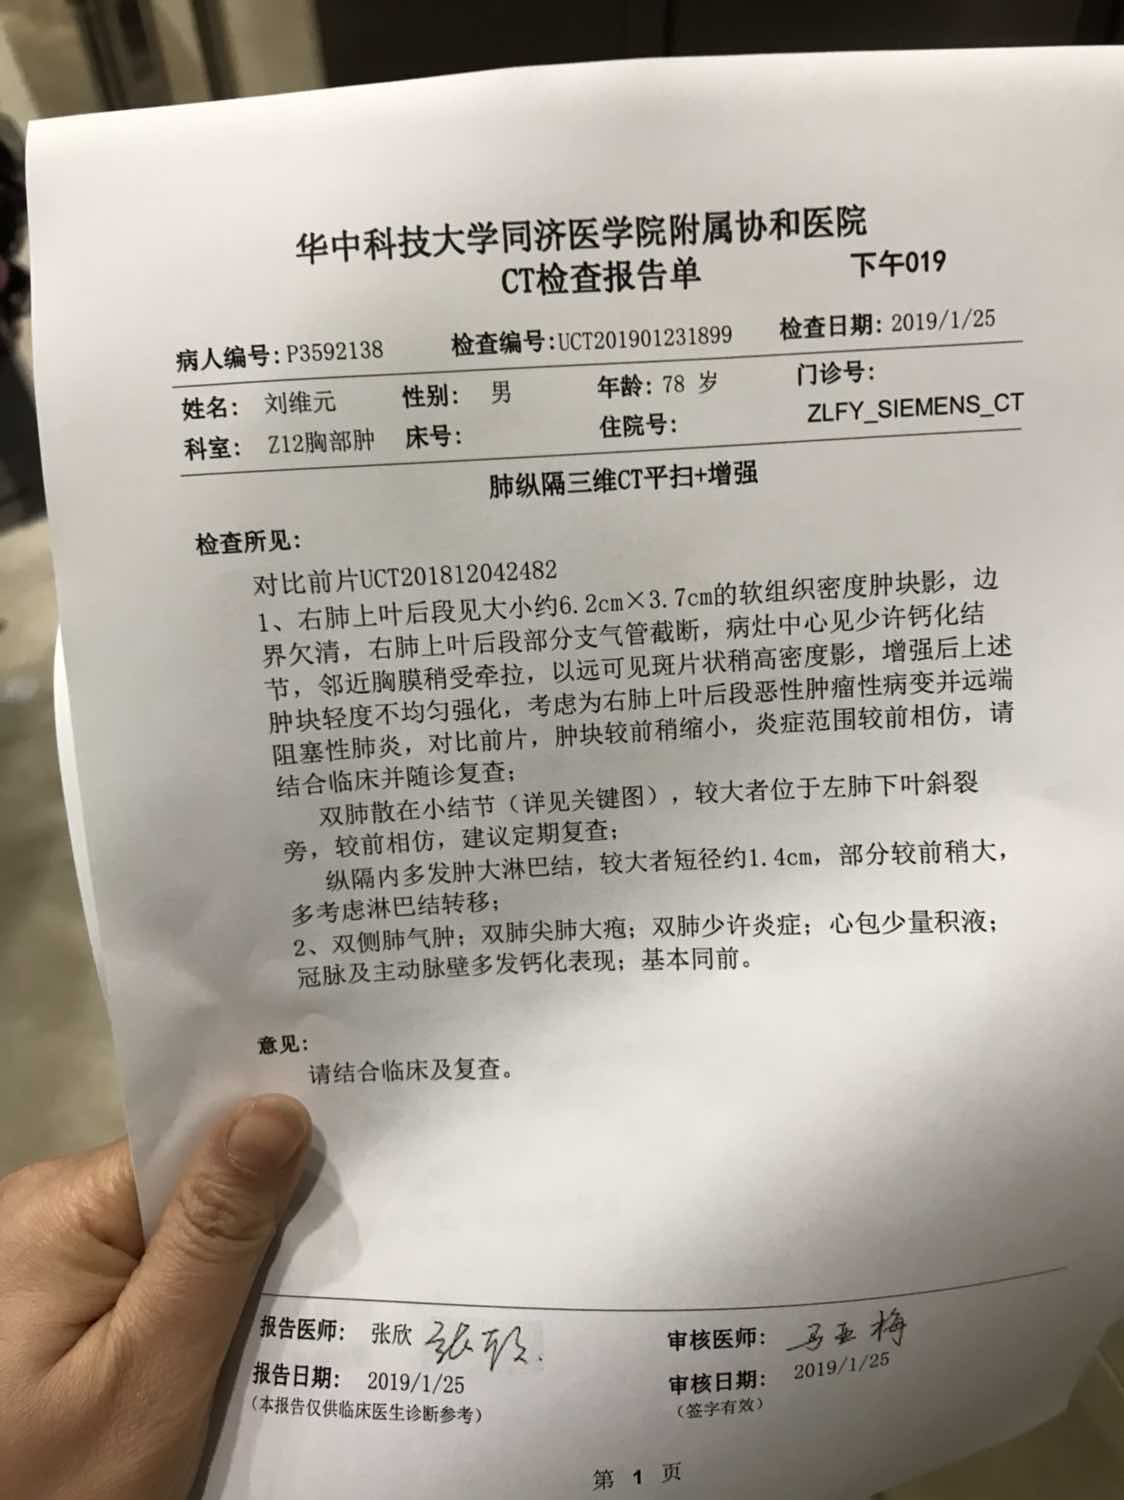 华中科技大学同济医学院附属协和医院
CT检查报告单
下午019
病人编号: P3592138 检查编号:UCT201901231899 检查日期: 2019/1/25
姓名: 刘维元 性别: 男 年龄: 78 岁 门诊号:
科室: Z12胸部肿 床号: 住院号: ZLFY_SIEMENS_CT
肺纵隔三维CT平扫+增强
检查所见:
对比前片UCT201812042482
1、右肺上叶后段见大小约6.2cm×3.7cm的软组织密度肿块影，边
界欠清，右肺上叶后段部分支气管截断，病灶中心见少许钙化结
节，邻近胸膜稍受牵拉，以远可见斑片状稍高密度影，增强后上述
肿块轻度不均匀强化，考虑为右肺上叶后段恶性肿瘤性病变并远端
阻塞性肺炎，对比前片，肿块较前稍缩小，炎症范围较前相仿，请
结合临床并随诊复查；
双肺散在小结节（详见关键图），较大者位于左肺下叶斜裂
旁，较前相仿，建议定期复查；
纵隔内多发肿大淋巴结，较大者短径约1.4cm，部分较前稍大，
多考虑淋巴结转移；
2、双侧肺气肿；双肺尖肺大疱；双肺少许炎症；心包少量积液；
冠脉及主动脉壁多发钙化表现；基本同前。
意见:
请结合临床及复查。
报告医师: 张欣 张欣 审核医师: 马亚梅
报告日期: 2019/1/25 审核日期: 2019/1/25
（本报告仅供临床医生诊断参考） （签字有效）
第 1 页